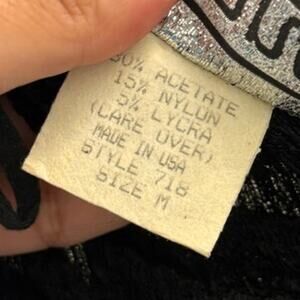 80% ACETATE
15% NYLON
5% LYCRA
(CARE OVER)
MADE IN USA
STYLE 718
SIZE M